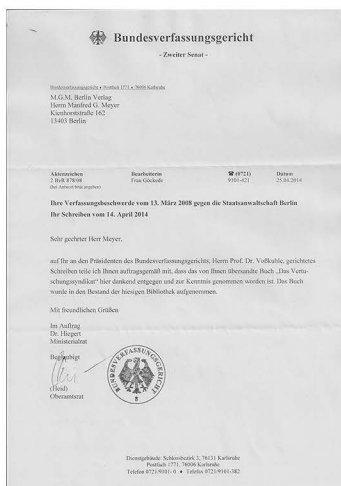 Bundesverfassungsgericht
- Zweiter Senat -
Bundesverfassungsgericht ♦ Postfach 1771 ♦ 76006 Karlsruhe
M.G.M. Berlin Verlag
Herrn Manfred G. Meyer
Kienhorststraße 162
13403 Berlin
Aktenzeichen Bearbeiterin ☎ (0721) Datum
2 BvR 878/08 Frau Göckede 9101-421 25.04.2014
(bei Antwort bitte angeben)
Ihre Verfassungsbeschwerde vom 13. März 2008 gegen die Staatsanwaltschaft Berlin
Ihr Schreiben vom 14. April 2014
Sehr geehrter Herr Meyer,
auf Ihr an den Präsidenten des Bundesverfassungsgerichts, Herrn Prof. Dr. Voßkuhle, gerichtetes
Schreiben teile ich Ihnen auftragsgemäß mit, dass das von Ihnen übersandte Buch „Das Vertu-
schungssyndikat“ hier dankend entgegen und zur Kenntnis genommen worden ist. Das Buch
wurde in den Bestand der hiesigen Bibliothek aufgenommen.
Mit freundlichen Grüßen
Im Auftrag
Dr. Hiegert
Ministerialrat
Beglaubigt
(Heid)
Oberamtsrat
BUNDESVERFASSUNGSGERICHT
8
Dienstgebäude: Schlossbezirk 3, 76131 Karlsruhe
Postfach 1771, 76006 Karlsruhe
Telefon 0721/9101- 0 ♦ Telefax 0721/9101-382